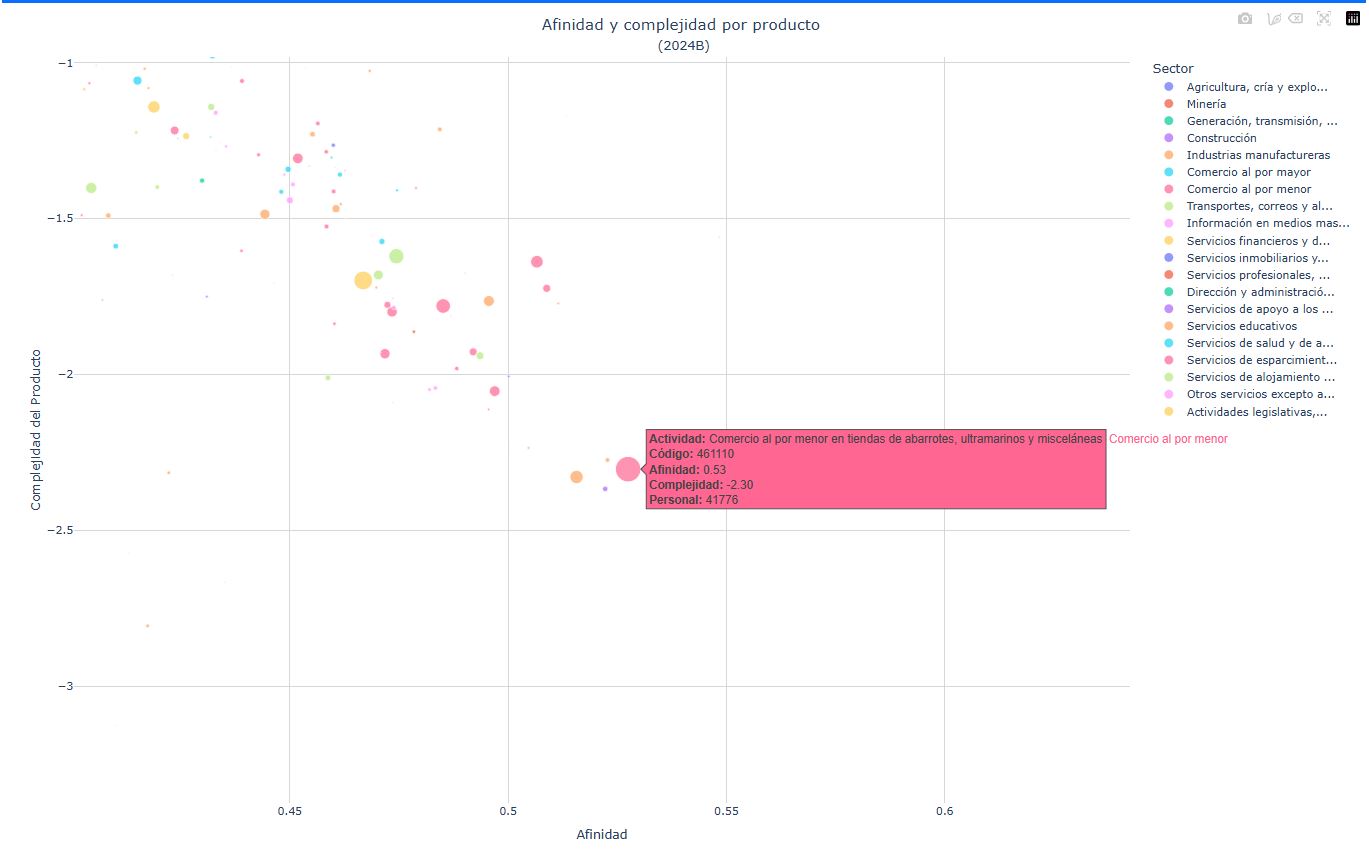 Afinidad y complejidad por producto
(2024B)
Sector
Agricultura, cría y explo...
Minería
Generación, transmisión, ...
Construcción
Industrias manufactureras
Comercio al por mayor
Comercio al por menor
Transportes, correos y al...
Información en medios mas...
Servicios financieros y d...
Servicios inmobiliarios y...
Servicios profesionales, ...
Dirección y administració...
Servicios de apoyo a los ...
Servicios educativos
Servicios de salud y de a...
Servicios de esparcimient...
Servicios de alojamiento ...
Otros servicios excepto a...
Actividades legislativas,...
Complejidad del Producto
−1
−1.5
−2
−2.5
−3
Actividad: Comercio al por menor en tiendas de abarrotes, ultramarinos y misceláneas
Código: 461110
Afinidad: 0.53
Complejidad: -2.30
Personal: 41776
Comercio al por menor
0.45
0.5
0.55
0.6
Afinidad